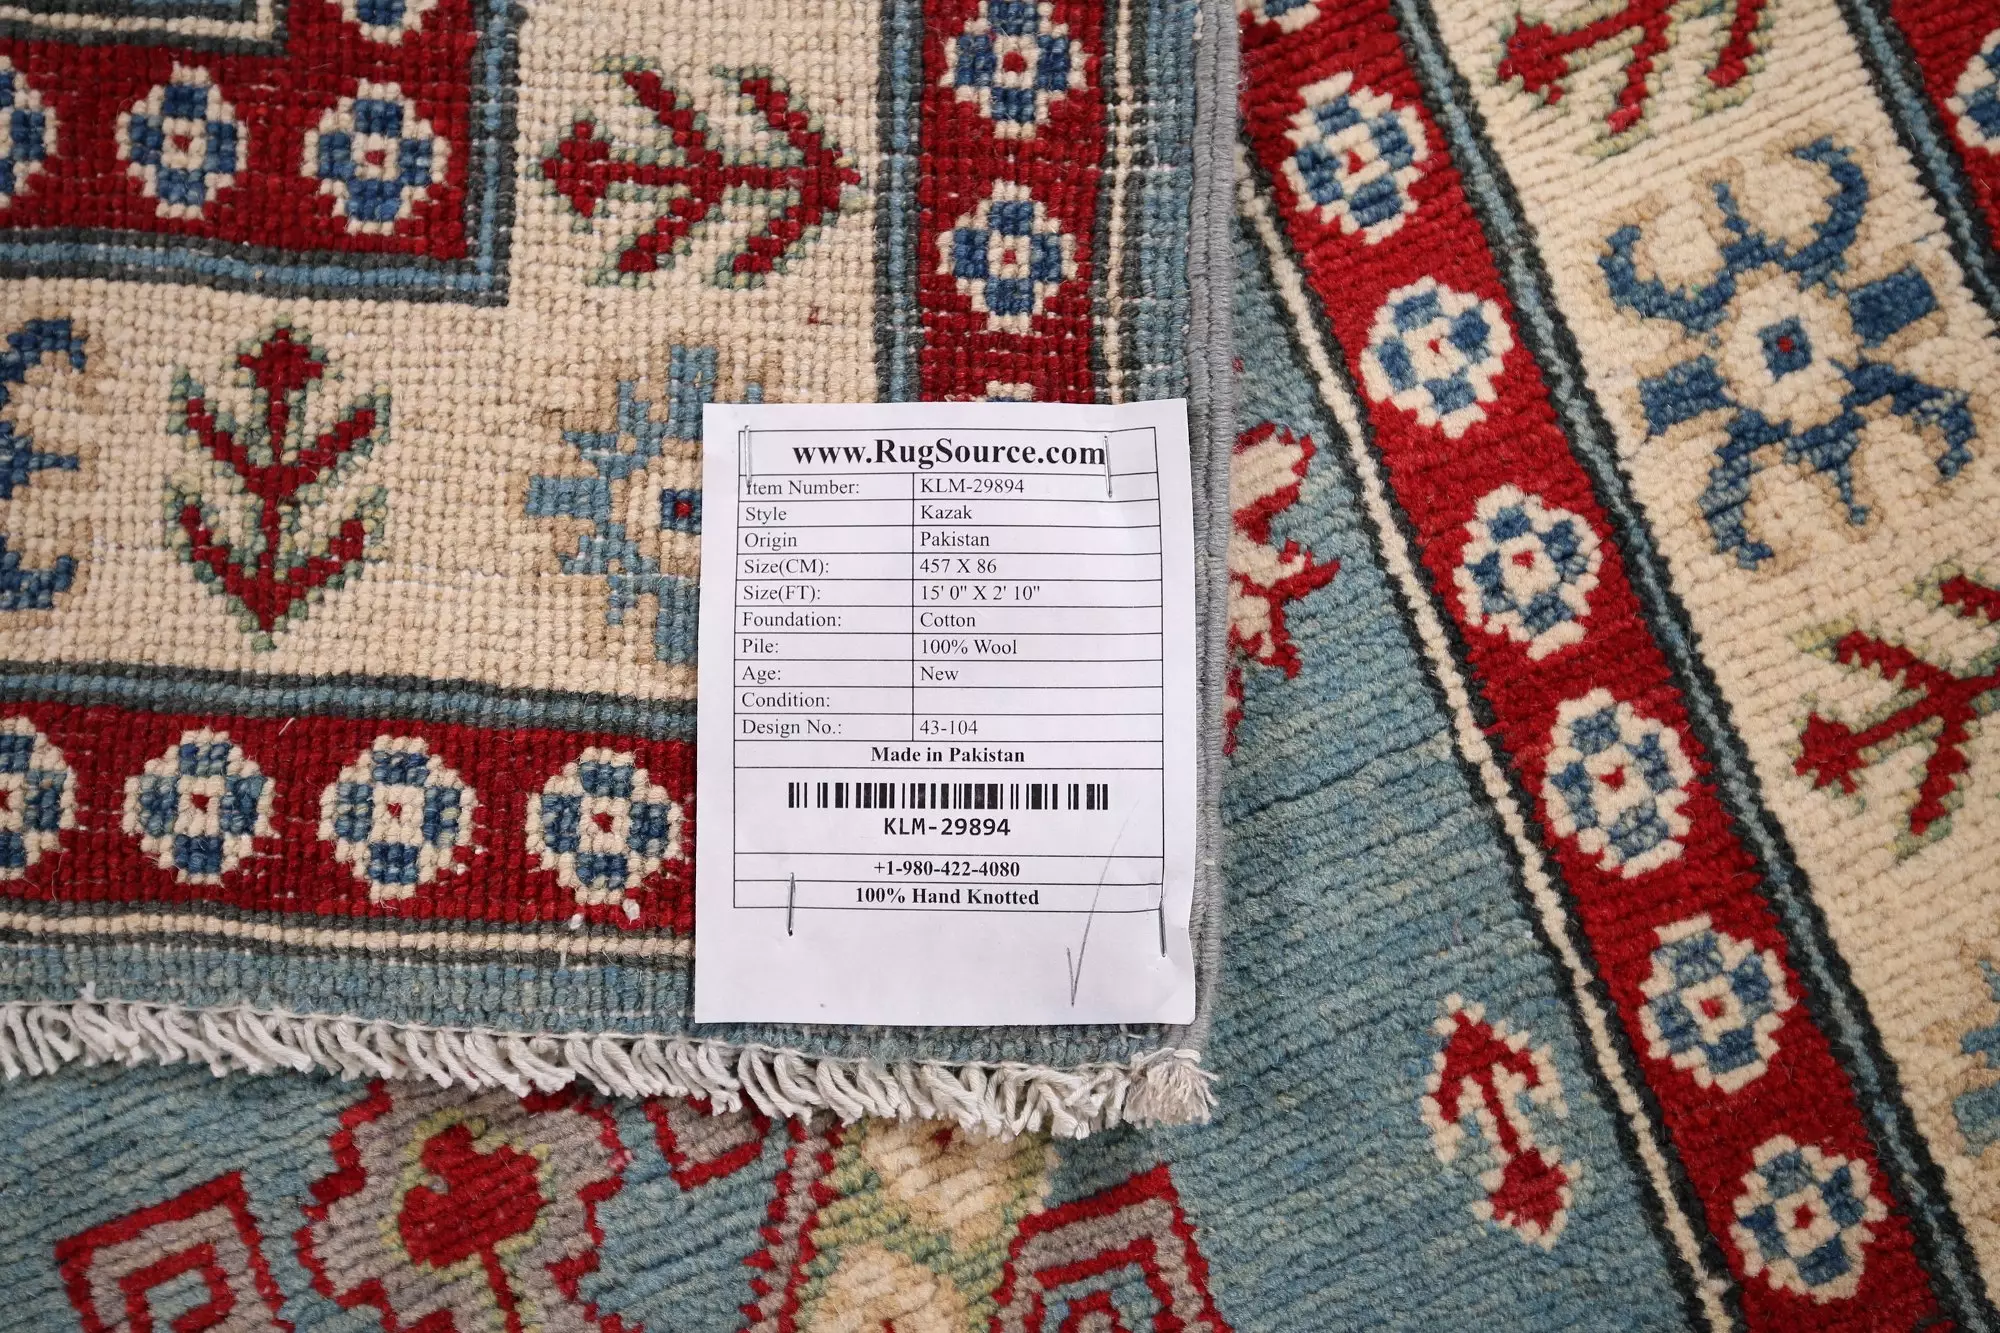 www.RugSource.com
Item Number: KLM-29894
Style Kazak
Origin Pakistan
Size(CM): 457 X 86
Size(FT): 15' 0" X 2' 10"
Foundation: Cotton
Pile: 100% Wool
Age: New
Condition:
Design No.: 43-104
Made in Pakistan
KLM-29894
+1-980-422-4080
100% Hand Knotted